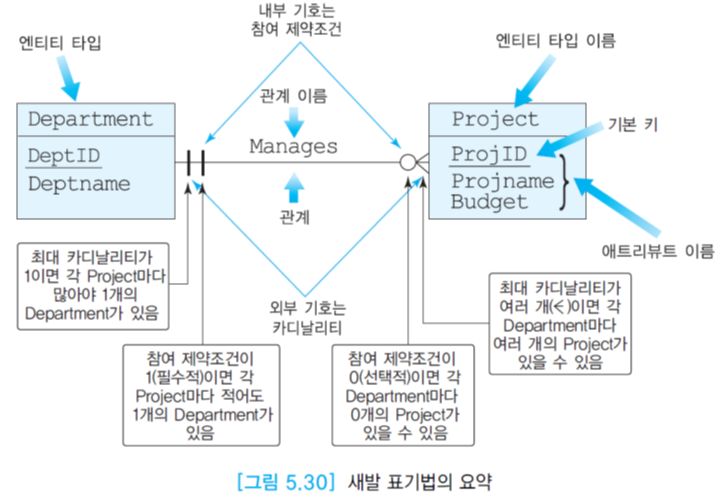 내부 기호는
참여 제약조건
엔티티 타입
엔티티 타입 이름
관계 이름
Department
DeptID
Deptname
Manages
Project
ProjID
Projname
Budget
기본 키
관계
애트리뷰트 이름
최대 카디날리티가
1이면 각 Project마다
많아야 1개의
Department가 있음
외부 기호는
카디날리티
최대 카디날리티가
여러 개(<)이면 각
Department마다
여러 개의 Project가
있을 수 있음
참여 제약조건이
1(필수적)이면 각
Project마다 적어도
1개의 Department가
있음
참여 제약조건이
0(선택적)이면 각
Department마다
0개의 Project가
있을 수 있음
[그림 5.30] 새발 표기법의 요약